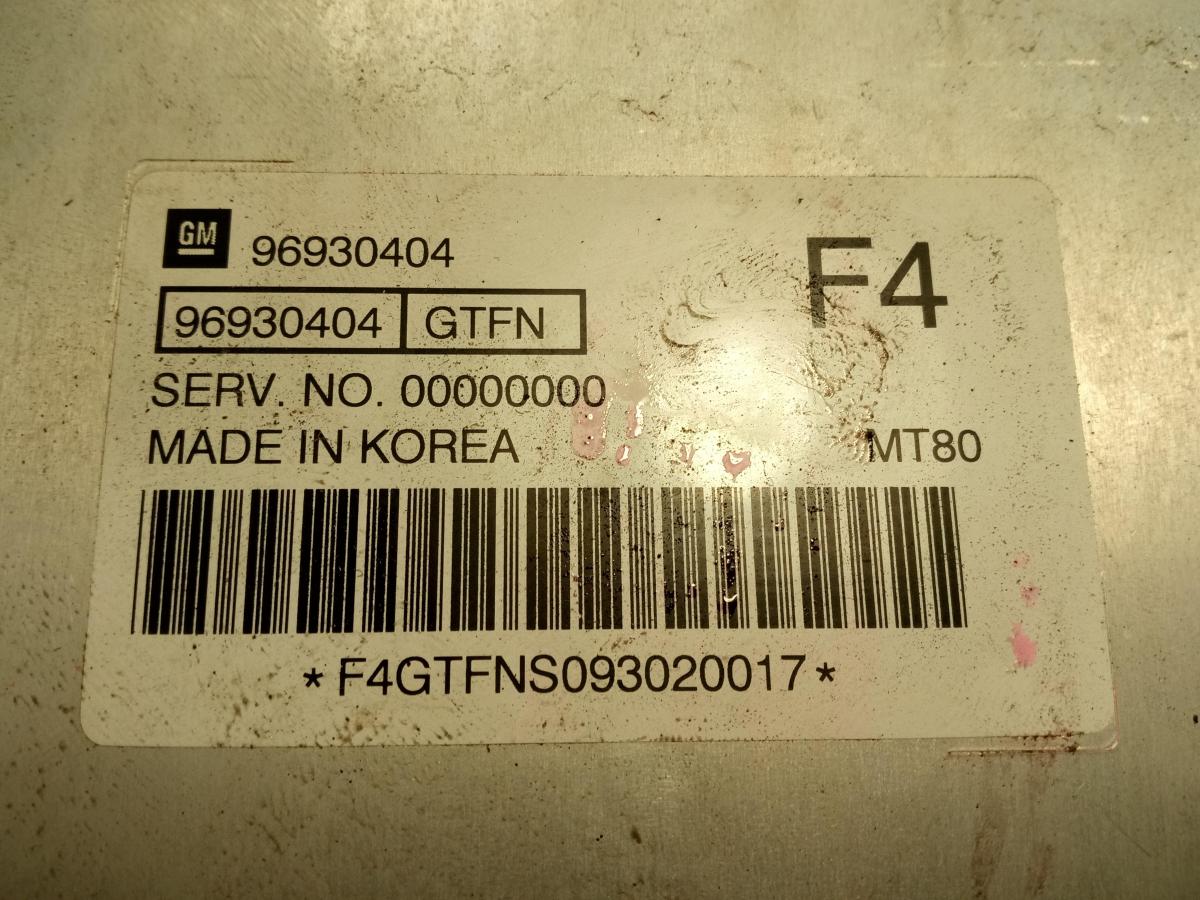 GM 96930404
F4
96930404 GTFN
SERV. NO. 00000000
MADE IN KOREA
MT80
*F4GTFNS093020017*